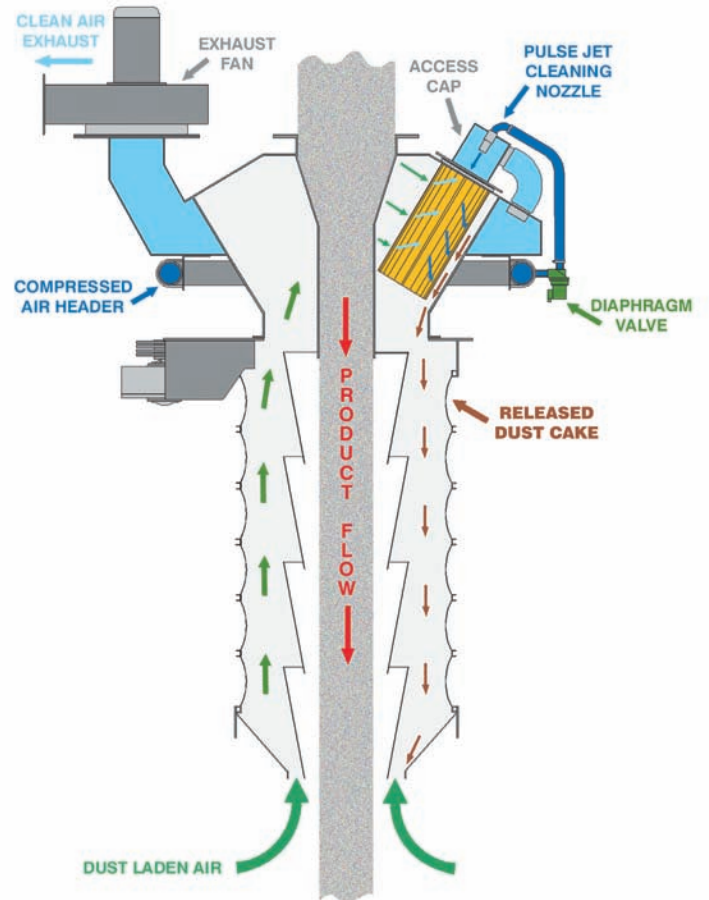 CLEAN AIR
EXHAUST
EXHAUST
FAN
ACCESS
CAP
PULSE JET
CLEANING
NOZZLE
COMPRESSED
AIR HEADER
DIAPHRAGM
VALVE
RELEASED
DUST CAKE
PRODUCT FLOW
DUST LADEN AIR